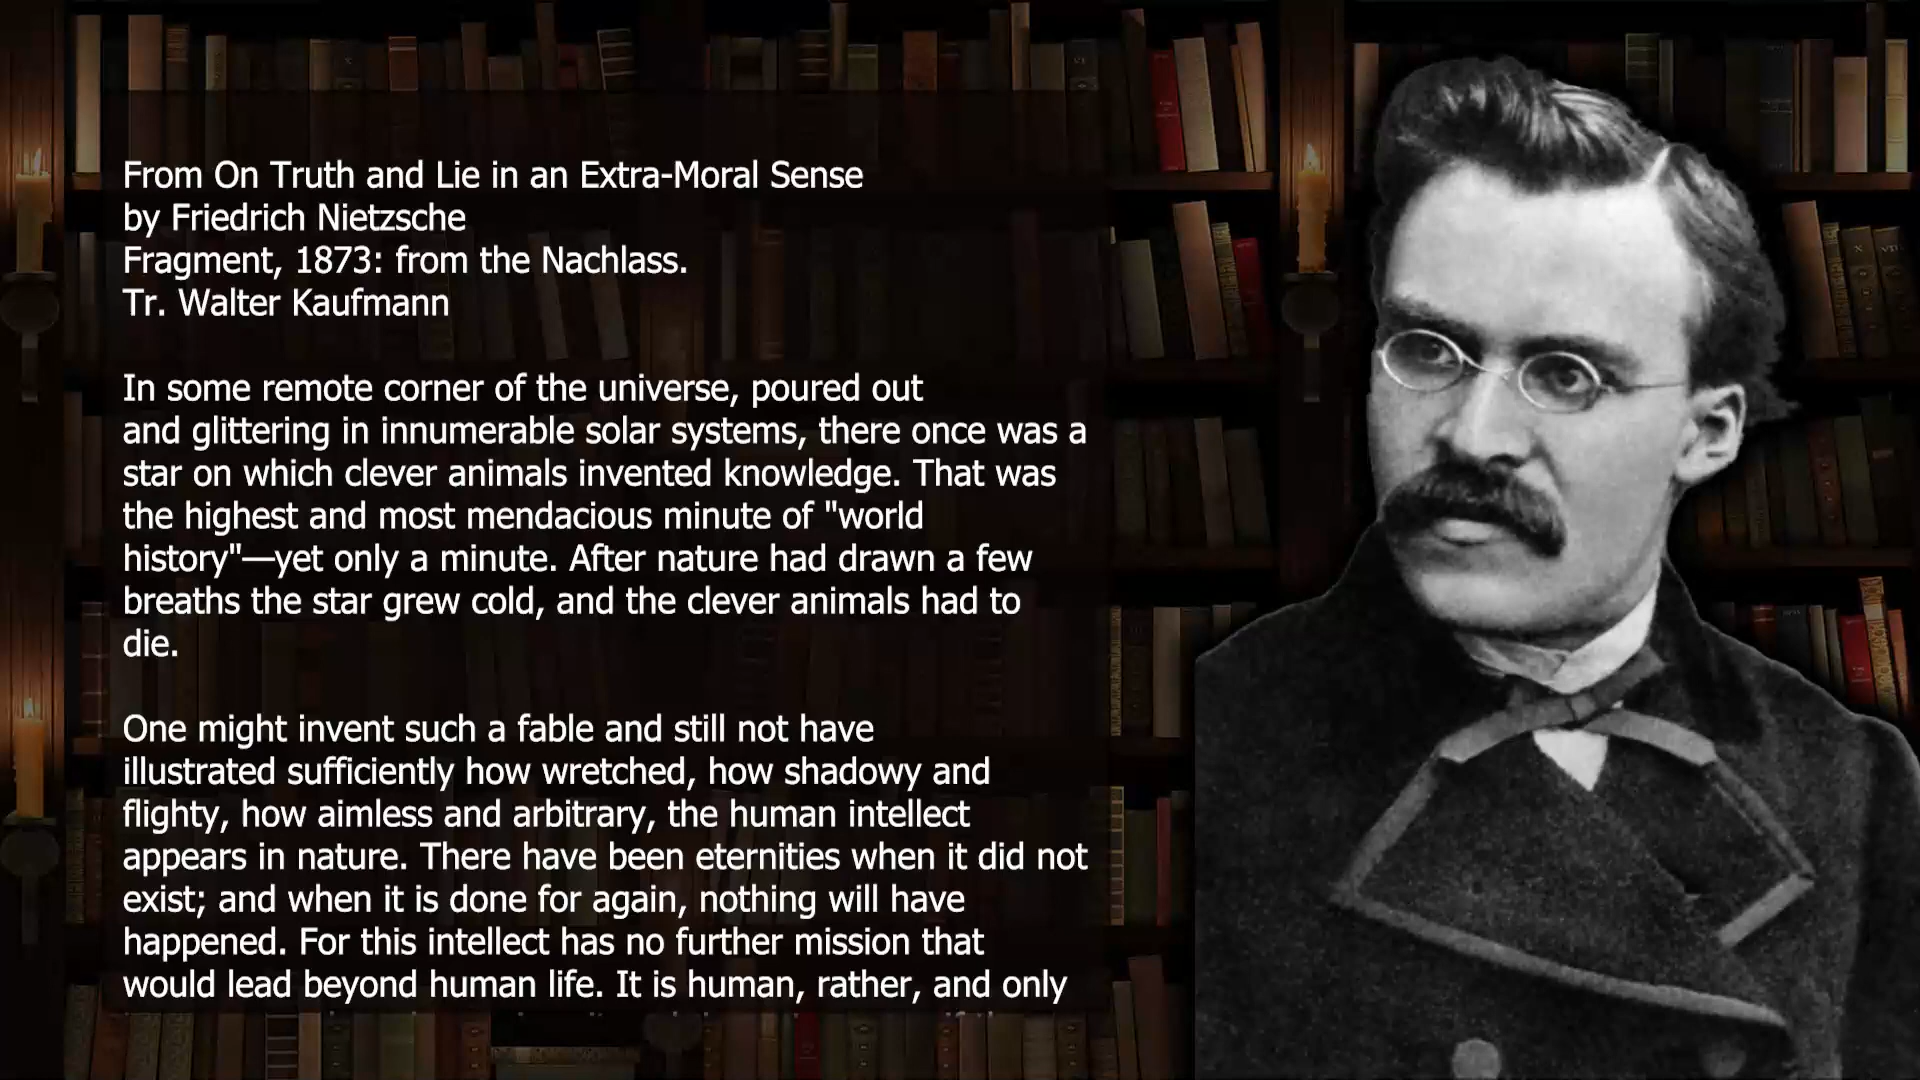 From On Truth and Lie in an Extra-Moral Sense
by Friedrich Nietzsche
Fragment, 1873: from the Nachlass.
Tr. Walter Kaufmann
In some remote corner of the universe, poured out
and glittering in innumerable solar systems, there once was a
star on which clever animals invented knowledge. That was
the highest and most mendacious minute of "world
history"—yet only a minute. After nature had drawn a few
breaths the star grew cold, and the clever animals had to
die.
One might invent such a fable and still not have
illustrated sufficiently how wretched, how shadowy and
flighty, how aimless and arbitrary, the human intellect
appears in nature. There have been eternities when it did not
exist; and when it is done for again, nothing will have
happened. For this intellect has no further mission that
would lead beyond human life. It is human, rather, and only